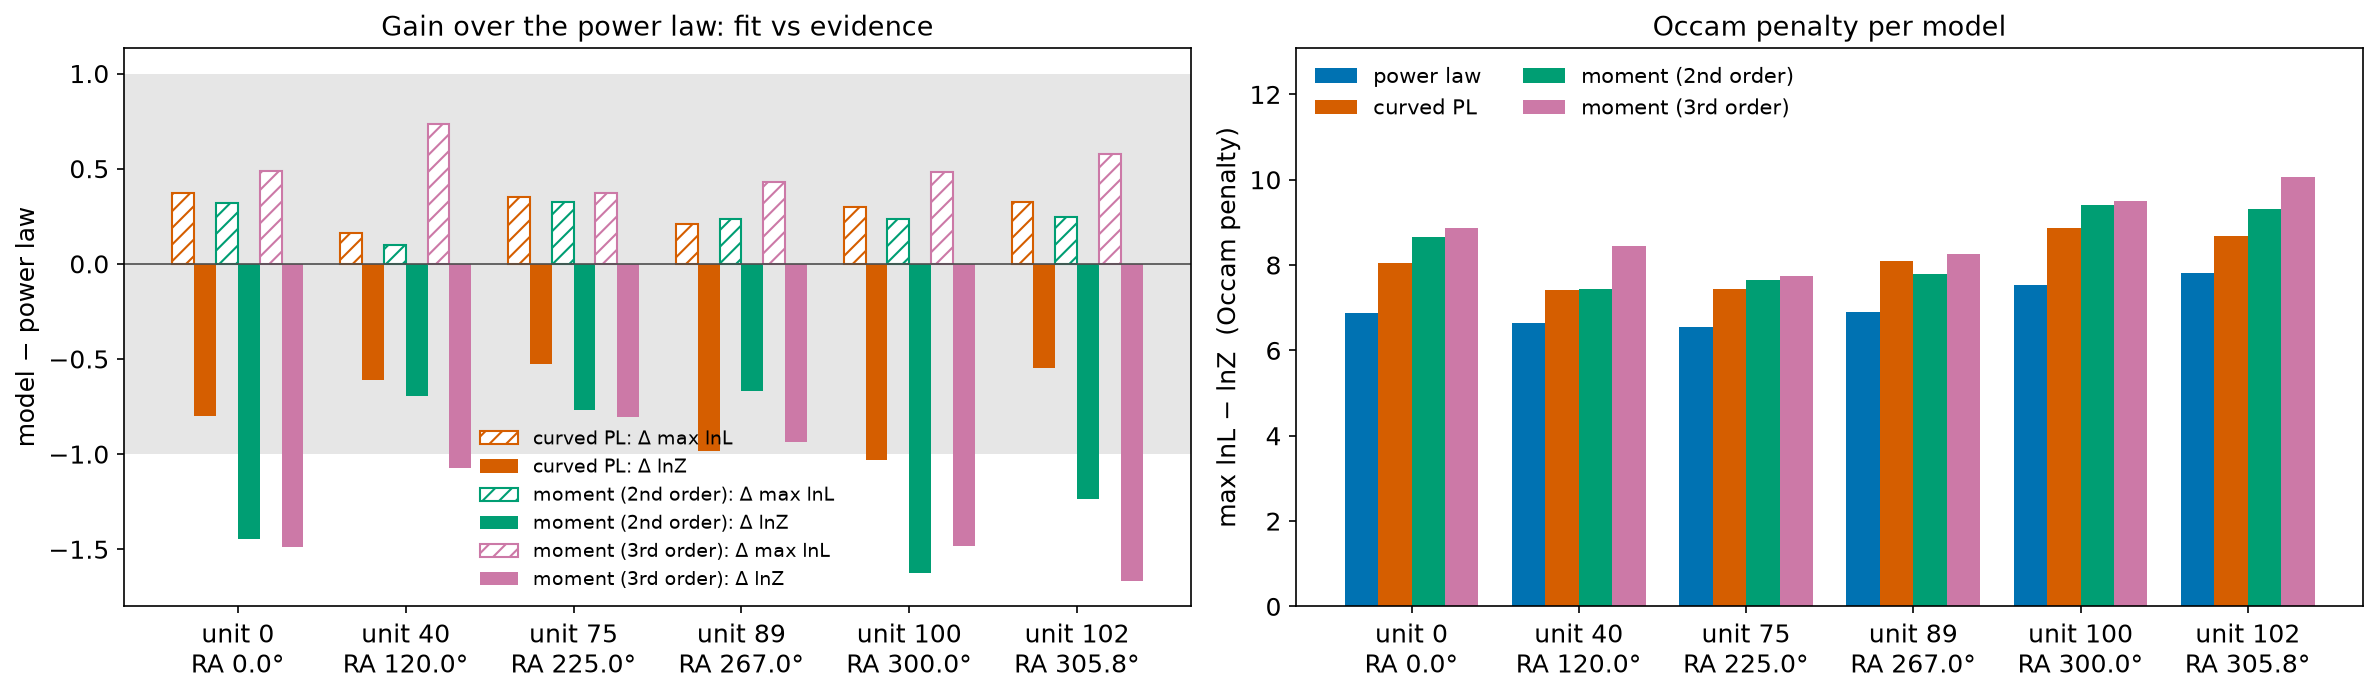 Gain over the power law: fit vs evidence
model − power law
1.0
0.5
0.0
−0.5
−1.0
−1.5
curved PL: Δ max lnL
curved PL: Δ lnZ
moment (2nd order): Δ max lnL
moment (2nd order): Δ lnZ
moment (3rd order): Δ max lnL
moment (3rd order): Δ lnZ
unit 0
RA 0.0°
unit 40
RA 120.0°
unit 75
RA 225.0°
unit 89
RA 267.0°
unit 100
RA 300.0°
unit 102
RA 305.8°
Occam penalty per model
max lnL − lnZ (Occam penalty)
12
10
8
6
4
2
0
power law
curved PL
moment (2nd order)
moment (3rd order)
unit 0
RA 0.0°
unit 40
RA 120.0°
unit 75
RA 225.0°
unit 89
RA 267.0°
unit 100
RA 300.0°
unit 102
RA 305.8°